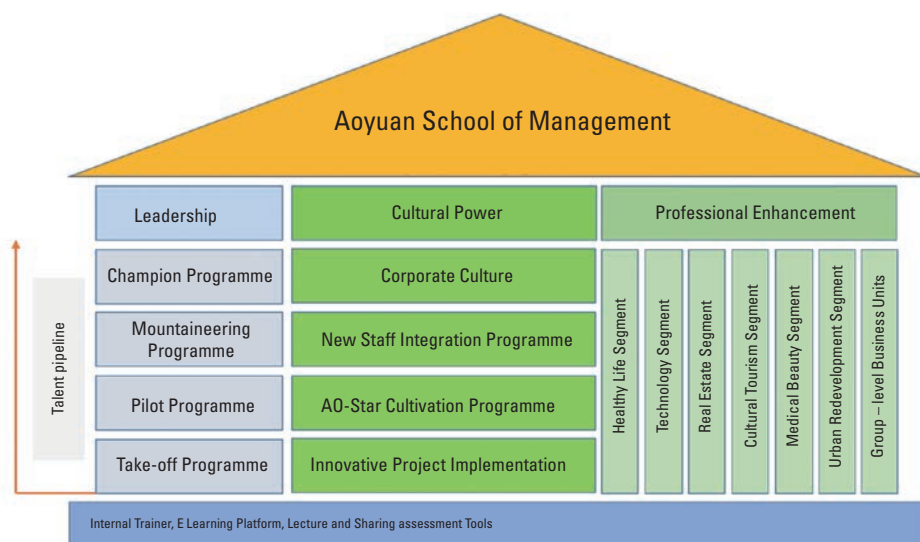 Aoyuan School of Management
Leadership
Cultural Power
Professional Enhancement
Talent pipeline
Champion Programme
Mountaineering
Programme
Pilot Programme
Take-off Programme
Corporate Culture
New Staff Integration Programme
AO-Star Cultivation Programme
Innovative Project Implementation
Healthy Life Segment
Technology Segment
Real Estate Segment
Cultural Tourism Segment
Medical Beauty Segment
Urban Redevelopment Segment
Group – level Business Units
Internal Trainer, E Learning Platform, Lecture and Sharing assessment Tools